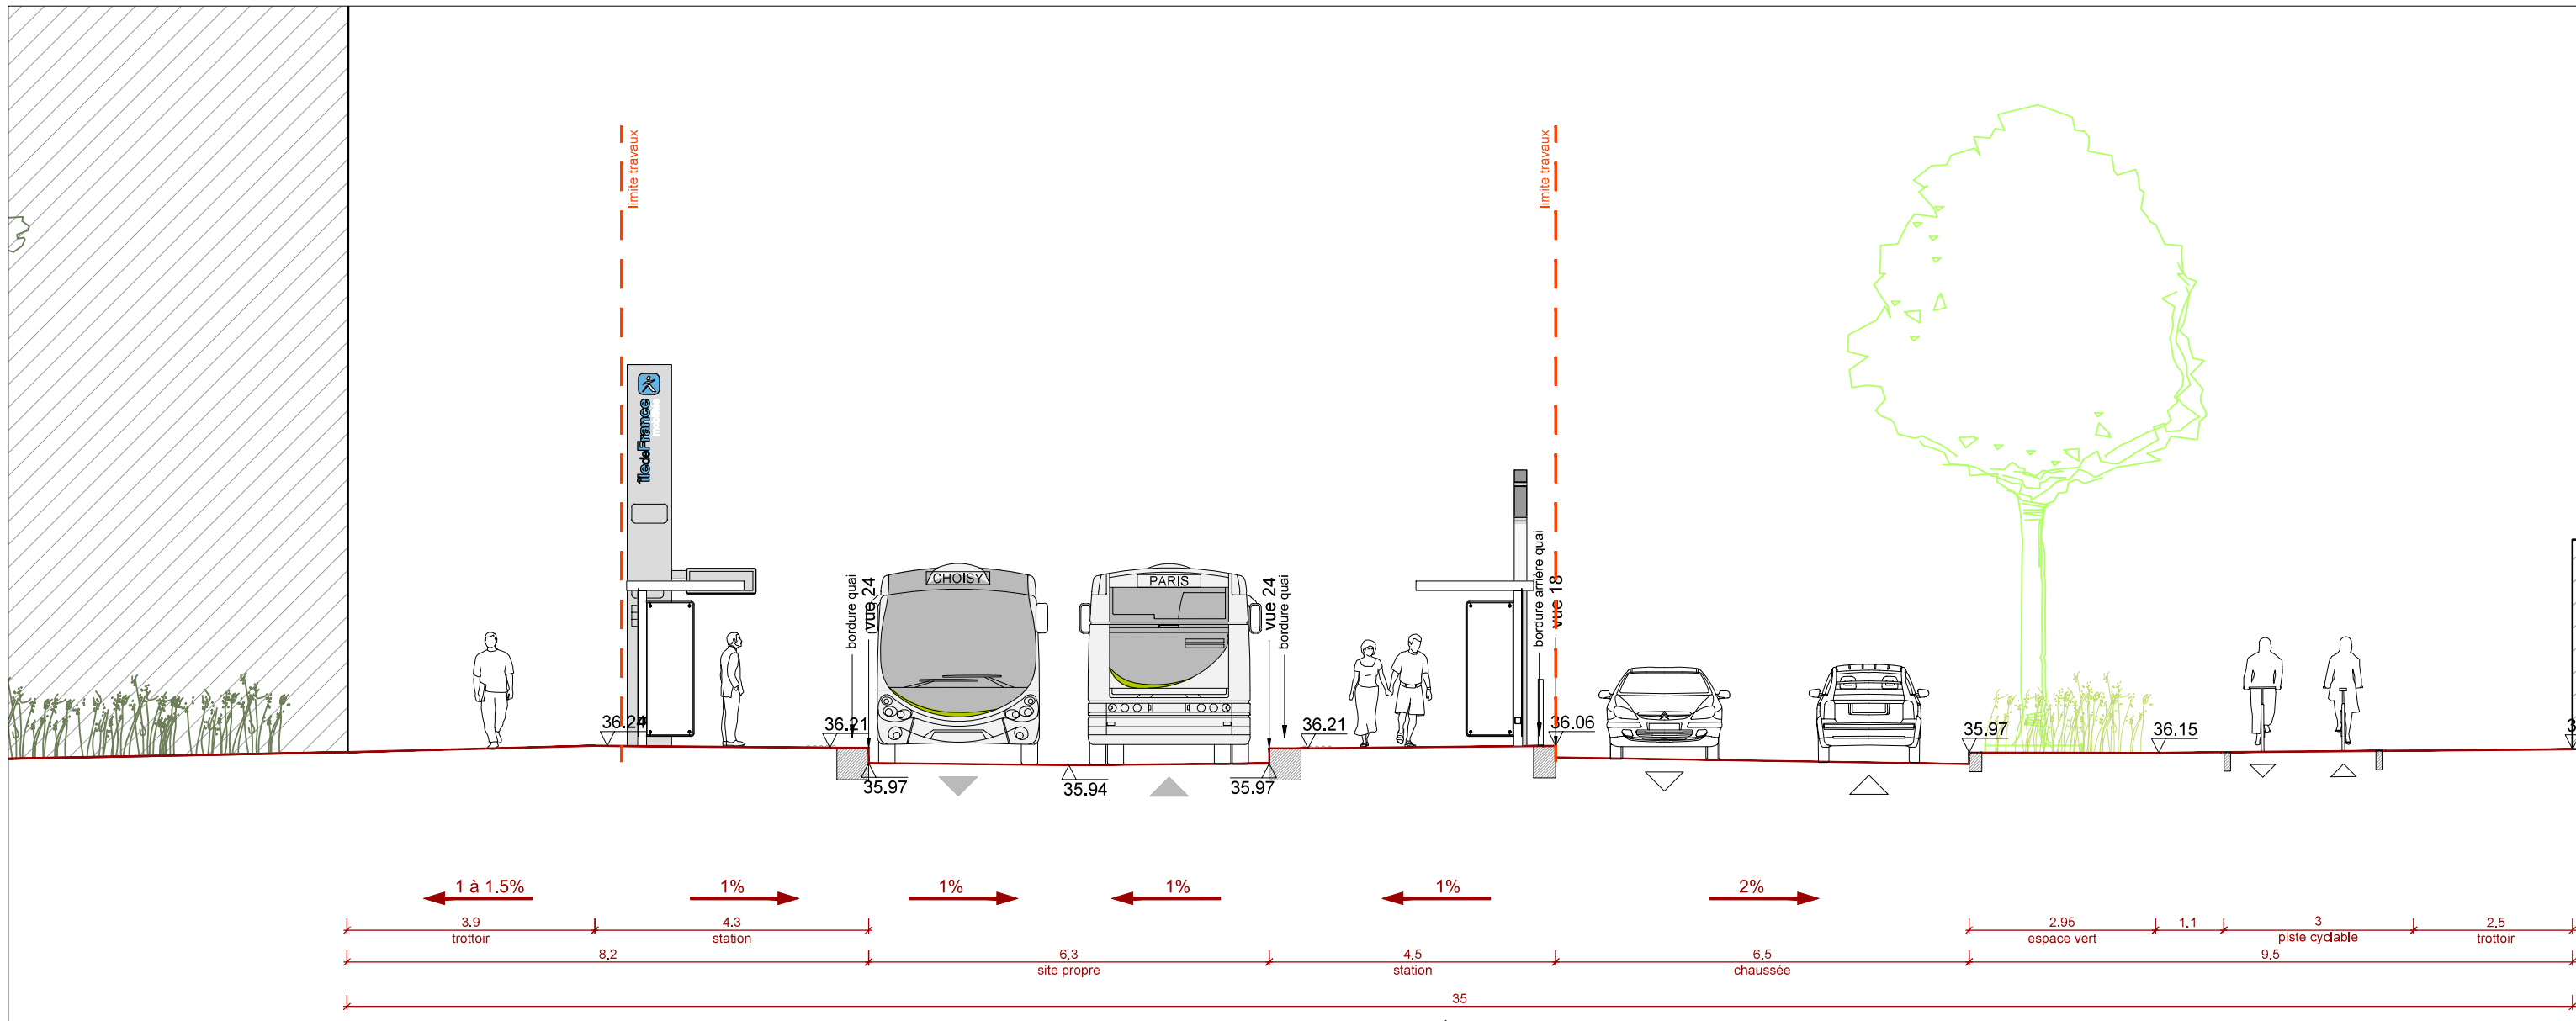 limite travaux
limite travaux
îledeFrance
CHOISY
PARIS
bordure quai
vue 24
vue 24
bordure quai
bordure arrière quai
vue 18
36.24
36.21
36.21
36.06
35.97
36.15
35.97
35.94
35.97
1 à 1.5%
1%
1%
1%
1%
2%
3.9
4.3
2.95
1.1
3
2.5
trottoir
station
espace vert
piste cyclable
trottoir
8.2
6.3
4.5
6.5
9.5
site propre
station
chaussée
35